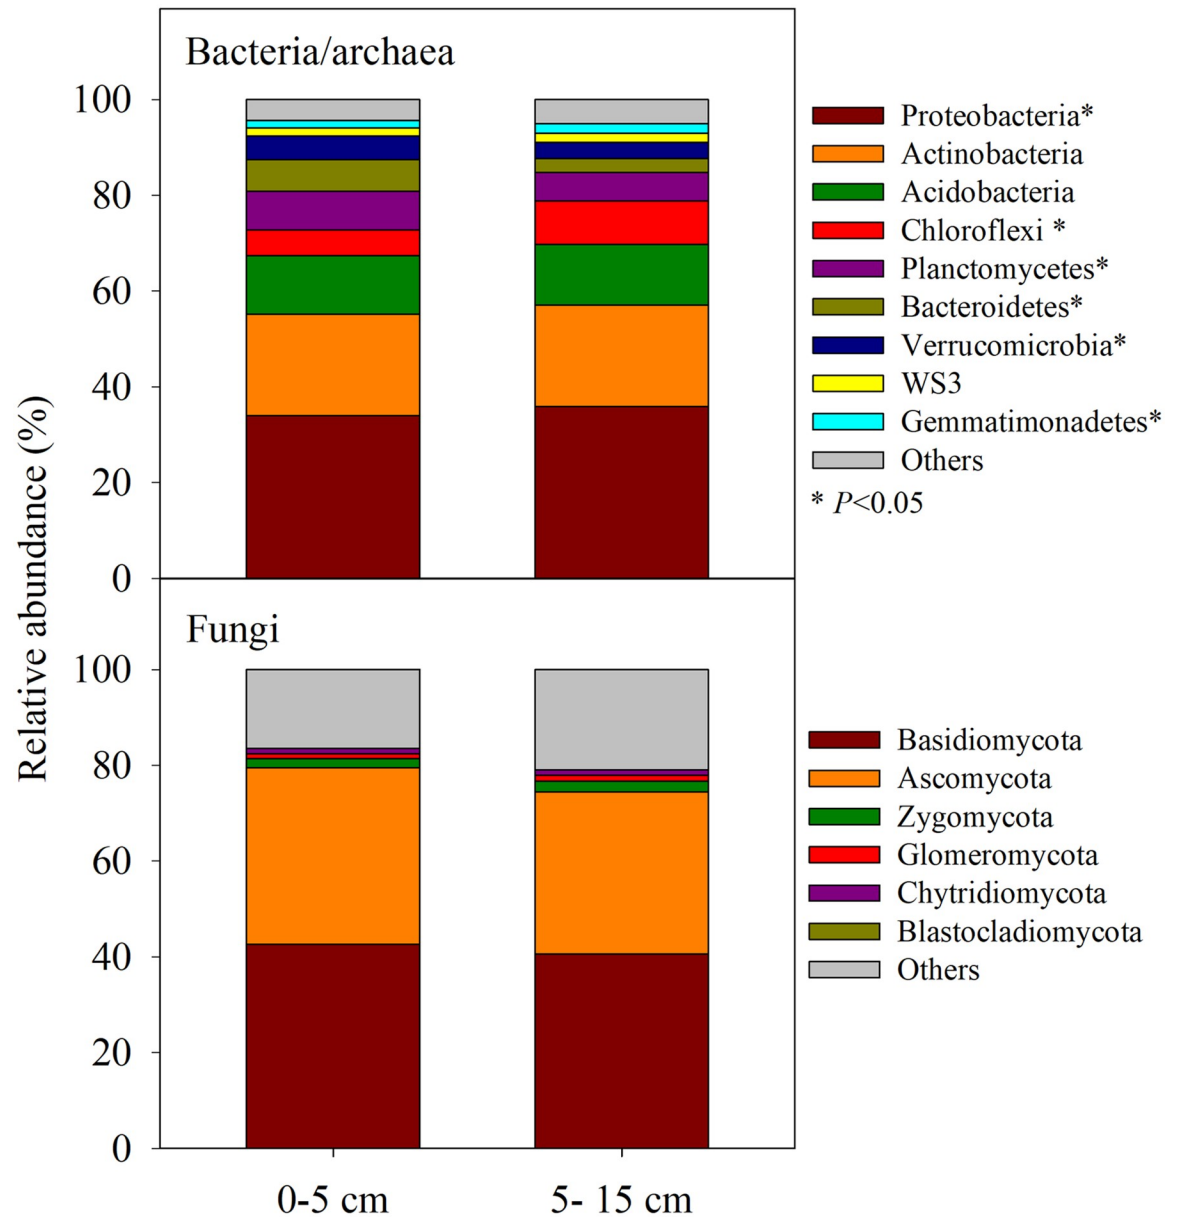 Bacteria/archaea
100
80
60
40
20
0
Proteobacteria*
Actinobacteria
Acidobacteria
Chloroflexi *
Planctomycetes*
Bacteroidetes*
Verrucomicrobia*
WS3
Gemmatimonadetes*
Others
* P<0.05
Relative abundance (%)
Fungi
100
80
60
40
20
0
Basidiomycota
Ascomycota
Zygomycota
Glomeromycota
Chytridiomycota
Blastocladiomycota
Others
0-5 cm
5- 15 cm